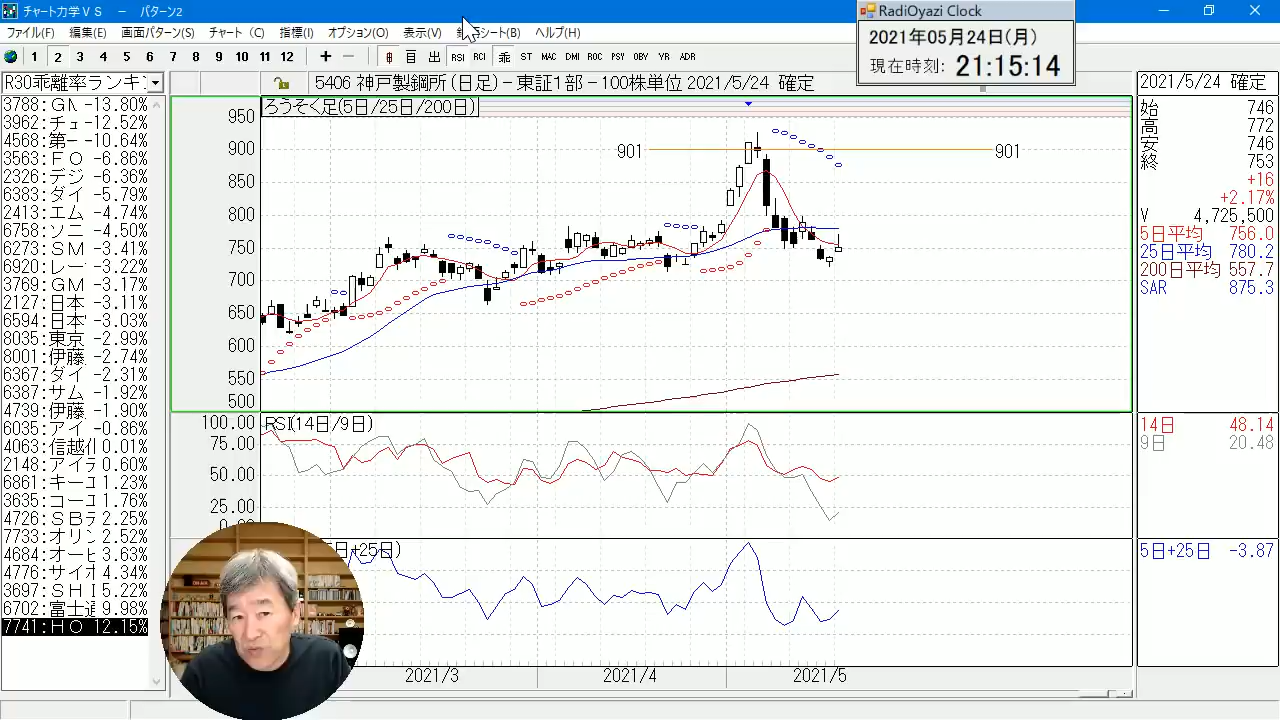 チャート力学ＶＳ － パターン2
RadiOyazi Clock
2021年05月24日(月)
現在時刻: 21:15:14
ファイル(F) 編集(E) 画面パターン(S) チャート (C) 指標(I) オプション(O) 表示(V) シート(B) ヘルプ(H)
1 2 3 4 5 6 7 8 9 10 11 12 + － 日 出 RSI RCI 乖 ST MAC DMI ROC PSY OBV YR ADR
R30乖離率ランキ
5406 神戸製鋼所(日足)－東証1部－100株単位 2021/5/24 確定
2021/5/24 確定
3788:GM -13.80%
3962:チュ -12.52%
4568:第一 -10.64%
3563:ＦＯ -6.86%
2326:デジ -6.36%
6383:ダイ -5.79%
2413:エム -4.74%
6758:ソニ -4.50%
6273:ＳＭ -3.41%
6920:レー -3.22%
3769:GM -3.17%
2127:日本 -3.11%
6594:日本 -3.03%
8035:東京 -2.99%
8001:伊藤 -2.74%
6367:ダイ -2.31%
6387:サム -1.92%
4739:伊藤 -1.90%
6035:アイ -0.86%
4063:信越 0.01%
2148:アイ 0.60%
6861:キー 1.23%
3635:コー 1.76%
4726:ＳＢ 2.25%
7733:オリン 2.52%
4684:オー 3.63%
4776:サイ 4.34%
3697:ＳＨＩ 5.22%
6702:富士通 9.98%
7741:ＨＯ 12.15%
ろうそく足(5日/25日/200日)
950
900
850
800
750
700
650
600
550
500
901 901
始 746
高 772
安 746
終 753
+16
+2.17%
V 4,725,500
5日平均 756.0
25日平均 780.2
200日平均 557.7
SAR 875.3
RSI(14日/9日)
100.00
75.00
50.00
25.00
14日 48.14
9日 20.48
日+25日)
5日+25日 -3.87
2021/3 2021/4 2021/5